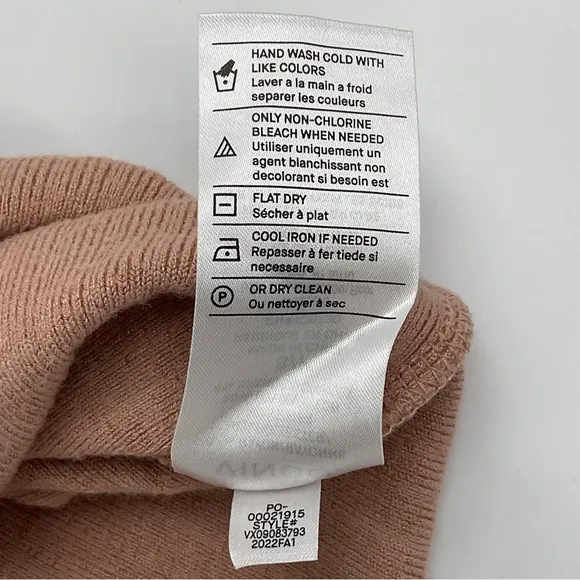 HAND WASH COLD WITH
LIKE COLORS
Laver a la main a froid
separer les couleurs
ONLY NON-CHLORINE
BLEACH WHEN NEEDED
Utiliser uniquement un
agent blanchissant non
decolorant si besoin est
FLAT DRY
Sécher à plat
COOL IRON IF NEEDED
Repasser à fer tiede si
necessaire
P
OR DRY CLEAN
Ou nettoyer à sec
PO-
00021915
STYLE#
VX09083793
2022FA1